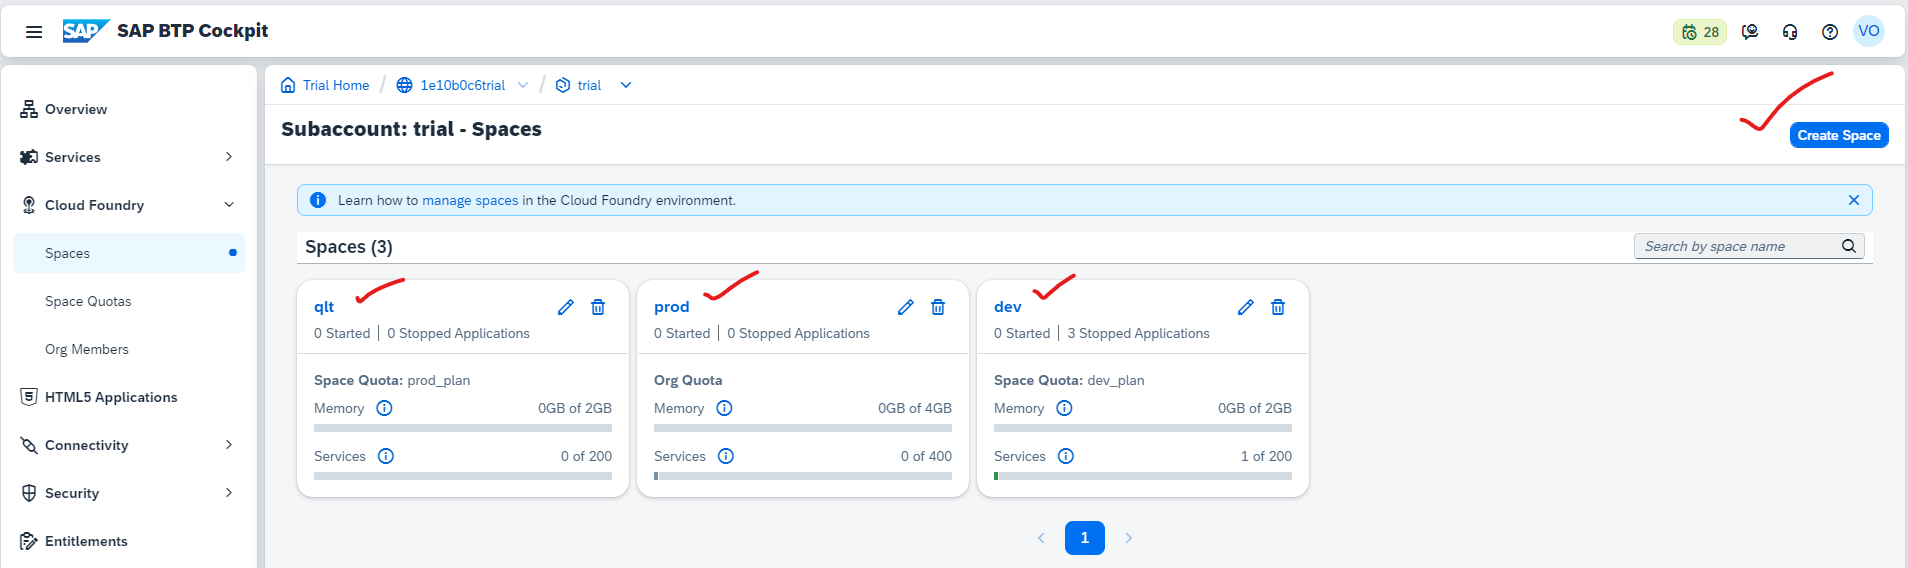 SAP SAP BTP Cockpit
28
VO
Overview
Services
Cloud Foundry
Spaces
Space Quotas
Org Members
HTML5 Applications
Connectivity
Security
Entitlements
Trial Home / 1e10b0c6trial / trial
Subaccount: trial - Spaces
Create Space
Learn how to manage spaces in the Cloud Foundry environment.
Spaces (3)
Search by space name
qlt
0 Started | 0 Stopped Applications
Space Quota: prod_plan
Memory 0GB of 2GB
Services 0 of 200
prod
0 Started | 0 Stopped Applications
Org Quota
Memory 0GB of 4GB
Services 0 of 400
dev
0 Started | 3 Stopped Applications
Space Quota: dev_plan
Memory 0GB of 2GB
Services 1 of 200
1